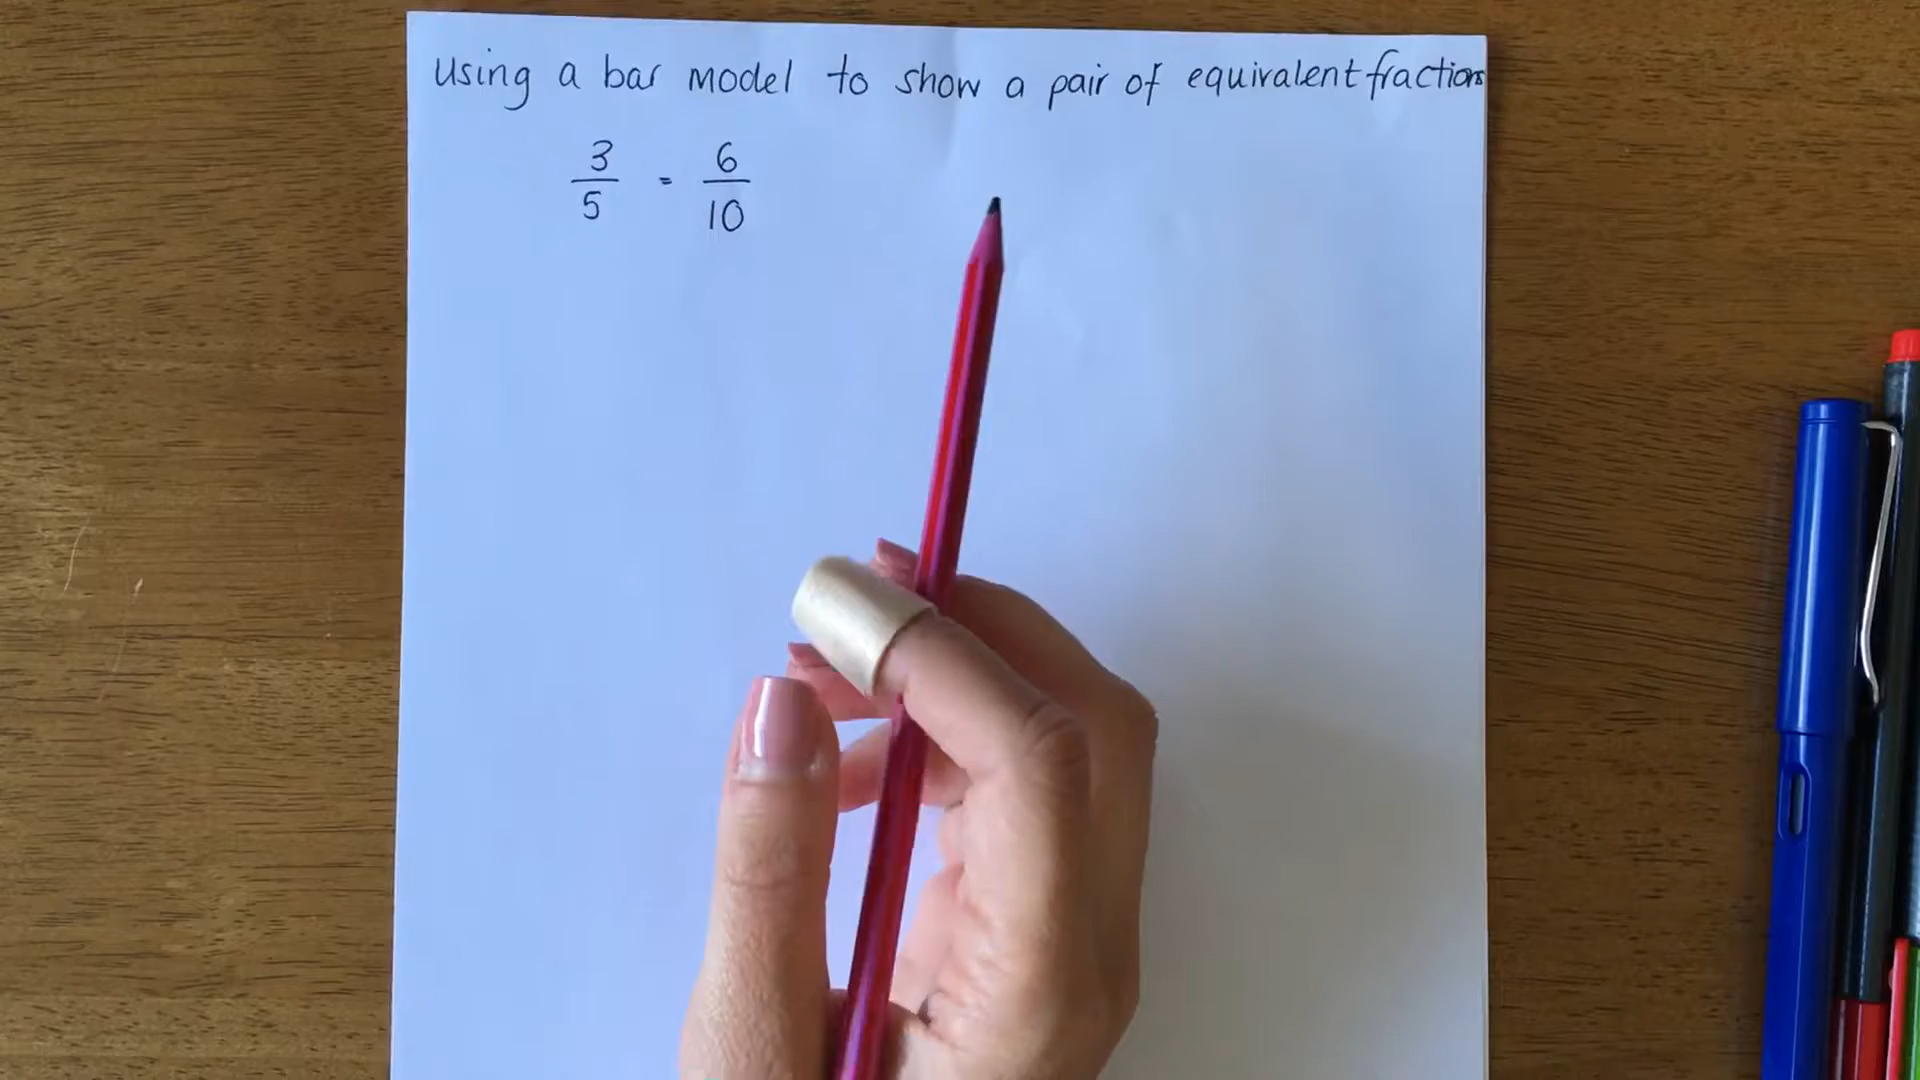 using a bar model to show a pair of equivalent fractions
3/5 = 6/10